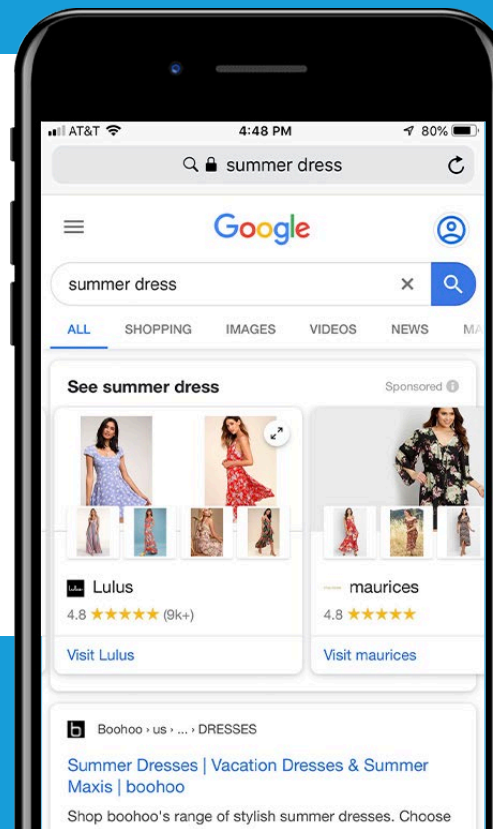 AT&T 4:48 PM 80%
summer dress
Google
summer dress
ALL SHOPPING IMAGES VIDEOS NEWS MA
See summer dress Sponsored
Lulus
4.8 (9k+)
Visit Lulus
maurices
4.8
Visit maurices
Boohoo › us › ... › DRESSES
Summer Dresses | Vacation Dresses & Summer
Maxis | boohoo
Shop boohoo's range of stylish summer dresses. Choose